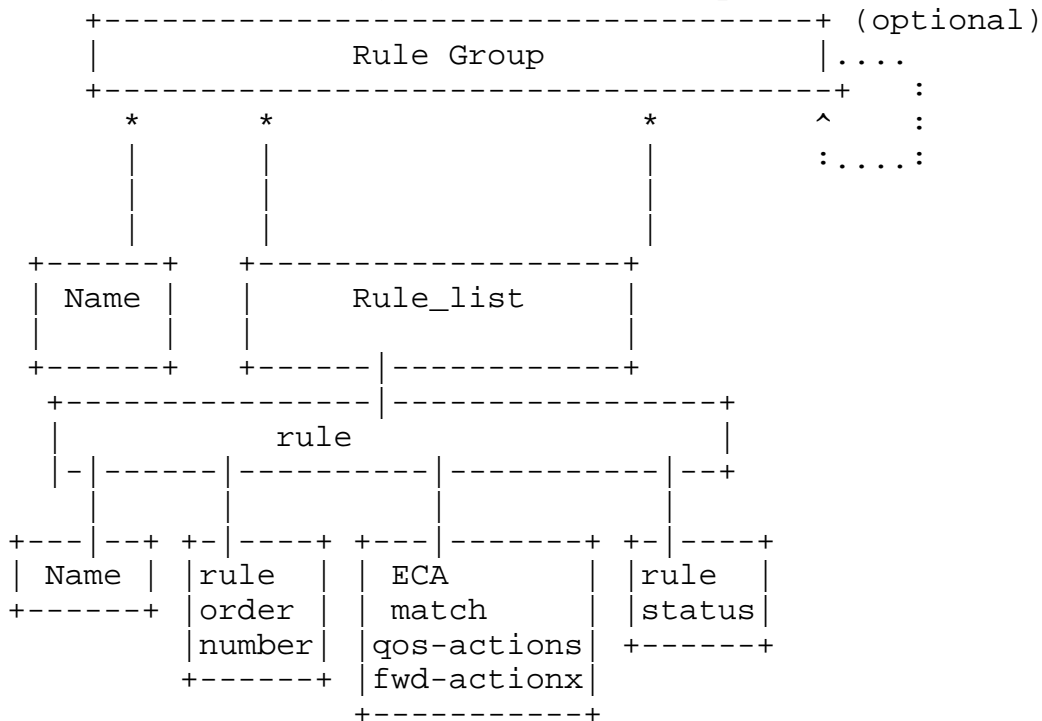 (optional)
Rule Group
Name Rule_list
rule
Name rule ECA rule
order match status
number qos-actions
fwd-actionx